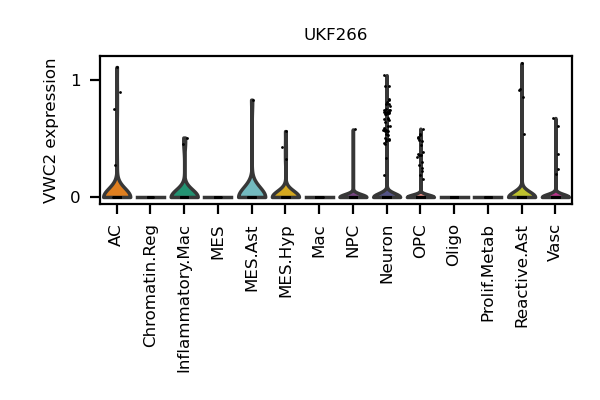 UKF266
VWC2 expression
1
0
AC
Chromatin.Reg
Inflammatory.Mac
MES
MES.Ast
MES.Hyp
Mac
NPC
Neuron
OPC
Oligo
Prolif.Metab
Reactive.Ast
Vasc